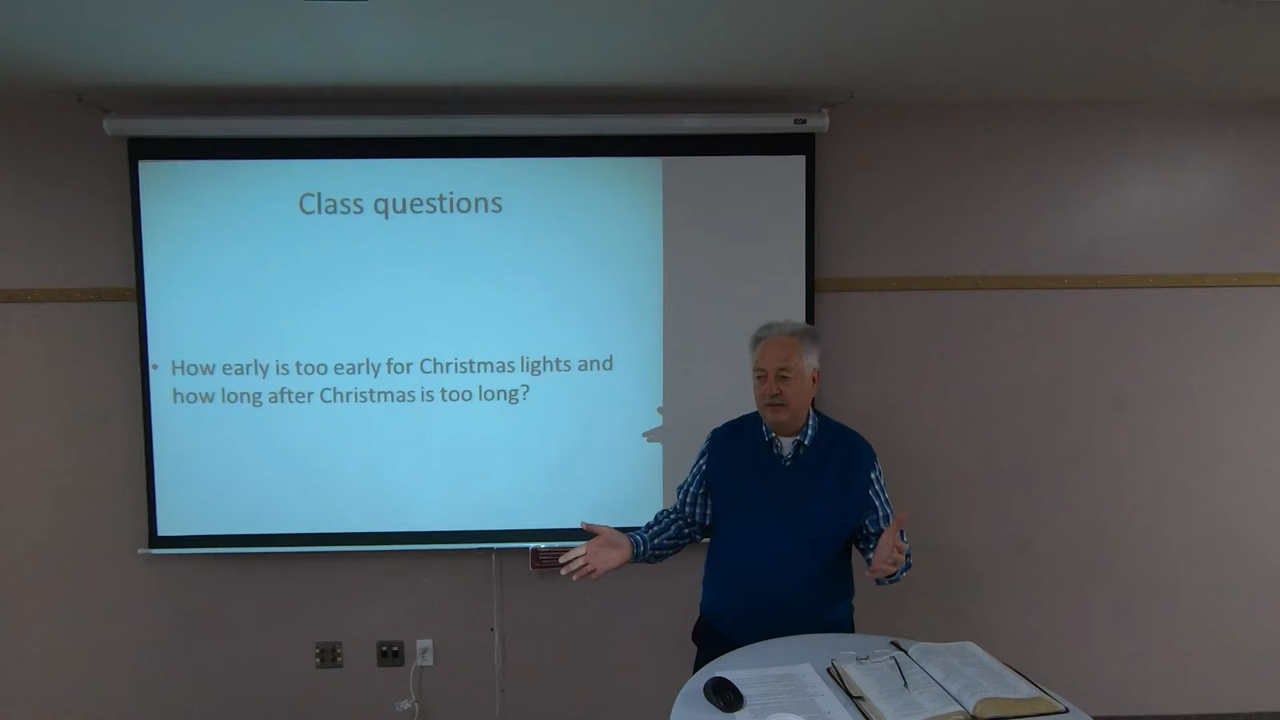 Class questions
• How early is too early for Christmas lights and
how long after Christmas is too long?